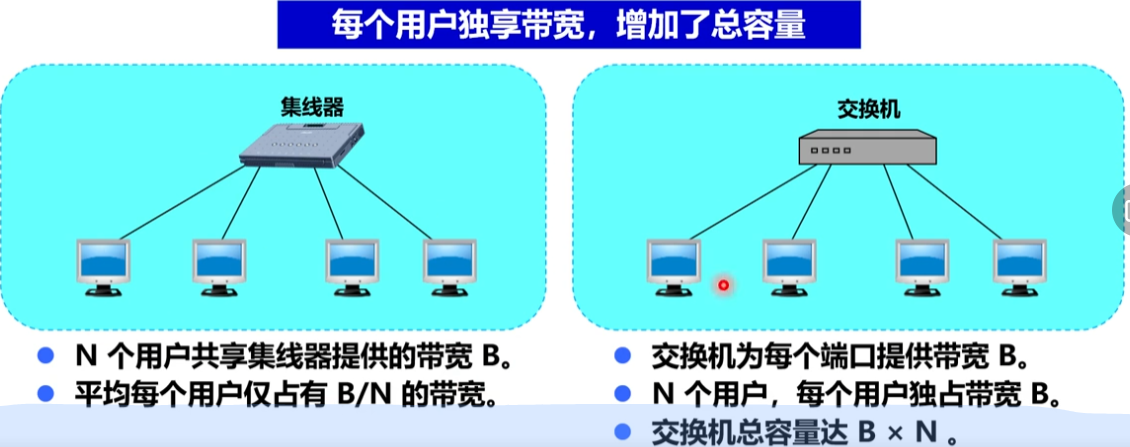 每个用户独享带宽，增加了总容量
集线器
N 个用户共享集线器提供的带宽 B。
平均每个用户仅占有 B/N 的带宽。
交换机
交换机为每个端口提供带宽 B。
N 个用户，每个用户独占带宽 B。
交换机总容量达 B × N 。